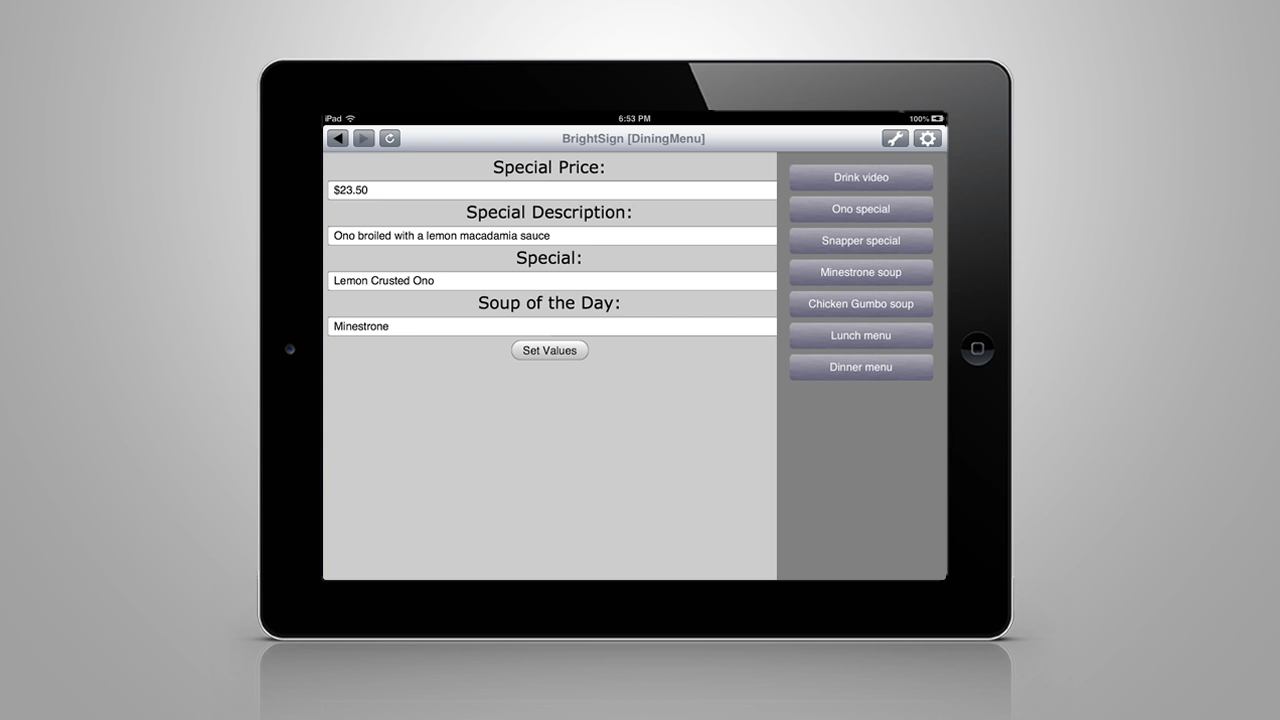 iPad 6:53 PM 100%
BrightSign [DiningMenu]
Special Price:
$23.50
Special Description:
Ono broiled with a lemon macadamia sauce
Special:
Lemon Crusted Ono
Soup of the Day:
Minestrone
Set Values
Drink video
Ono special
Snapper special
Minestrone soup
Chicken Gumbo soup
Lunch menu
Dinner menu